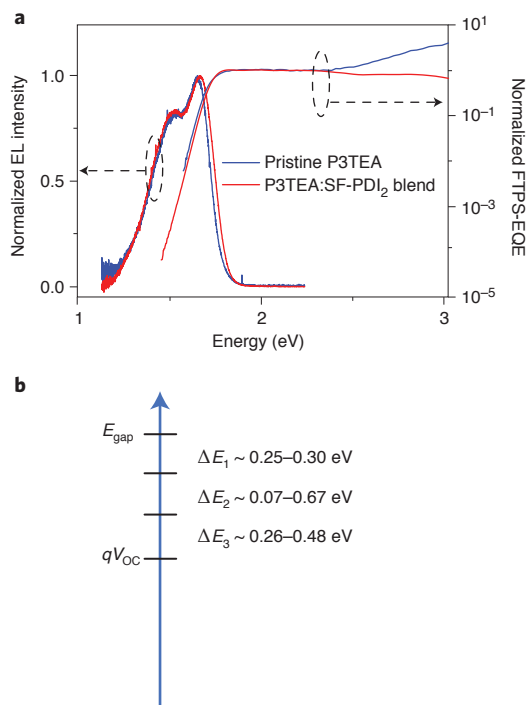 a
1.0
0.5
0.0
Normalized EL intensity
10¹
10⁻¹
10⁻³
10⁻⁵
Normalized FTPS-EQE
Pristine P3TEA
P3TEA:SF-PDI₂ blend
1
2
3
Energy (eV)
b
E_gap
ΔE₁ ~ 0.25–0.30 eV
ΔE₂ ~ 0.07–0.67 eV
ΔE₃ ~ 0.26–0.48 eV
qV_OC